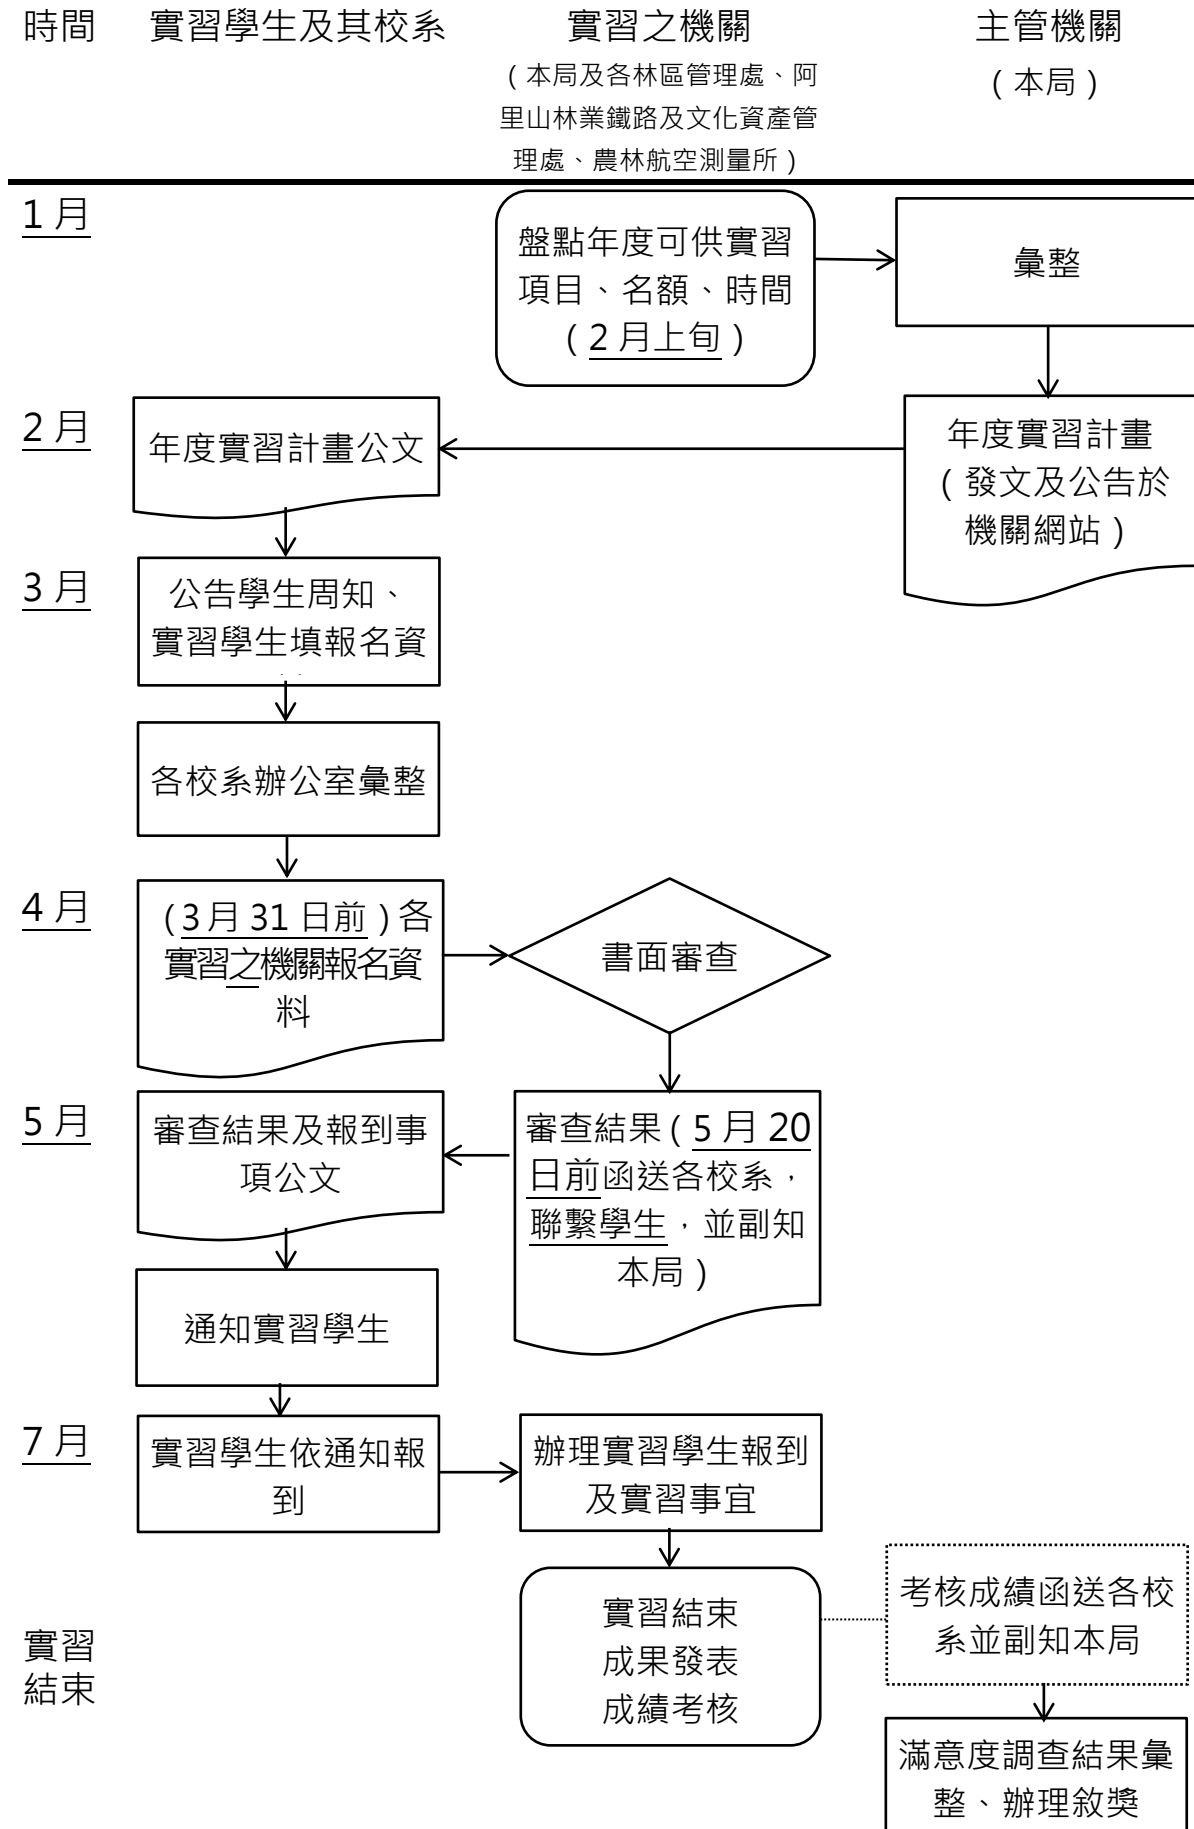 時間
實習學生及其校系
實習之機關
(本局及各林區管理處、阿
里山林業鐵路及文化資產管
理處、農林航空測量所)
主管機關
(本局)
1月
盤點年度可供實習
項目、名額、時間
(2月上旬)
彙整
2月
年度實習計畫公文
年度實習計畫
(發文及公告於
機關網站)
3月
公告學生周知、
實習學生填報名資
各校系辦公室彙整
4月
(3月31日前)各
實習之機關報名資
料
書面審查
5月
審查結果及報到事
項公文
審查結果(5月20
日前函送各校系,
聯繫學生,並副知
本局)
通知實習學生
7月
實習學生依通知報
到
辦理實習學生報到
及實習事宜
實習
結束
實習結束
成果發表
成績考核
考核成績函送各校
系並副知本局
滿意度調查結果彙
整、辦理敘獎